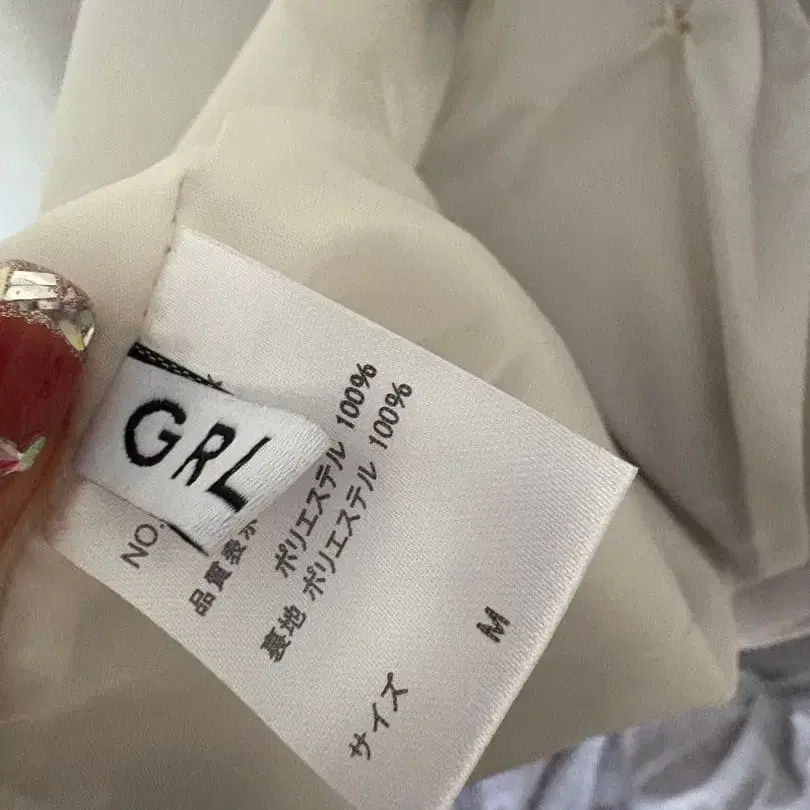 GRL
NO.
品質表示
ポリエステル 100%
裏地 ポリエステル 100%
サイズ M